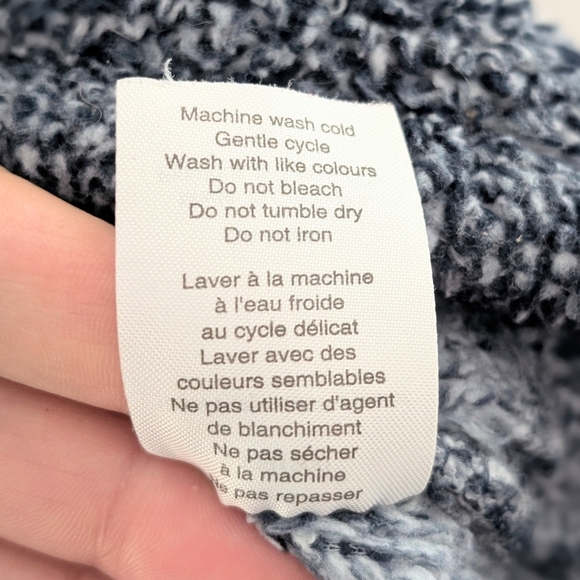 Machine wash cold
Gentle cycle
Wash with like colours
Do not bleach
Do not tumble dry
Do not iron
Laver à la machine
à l'eau froide
au cycle délicat
Laver avec des
couleurs semblables
Ne pas utiliser d'agent
de blanchiment
Ne pas sécher
à la machine
Ne pas repasser